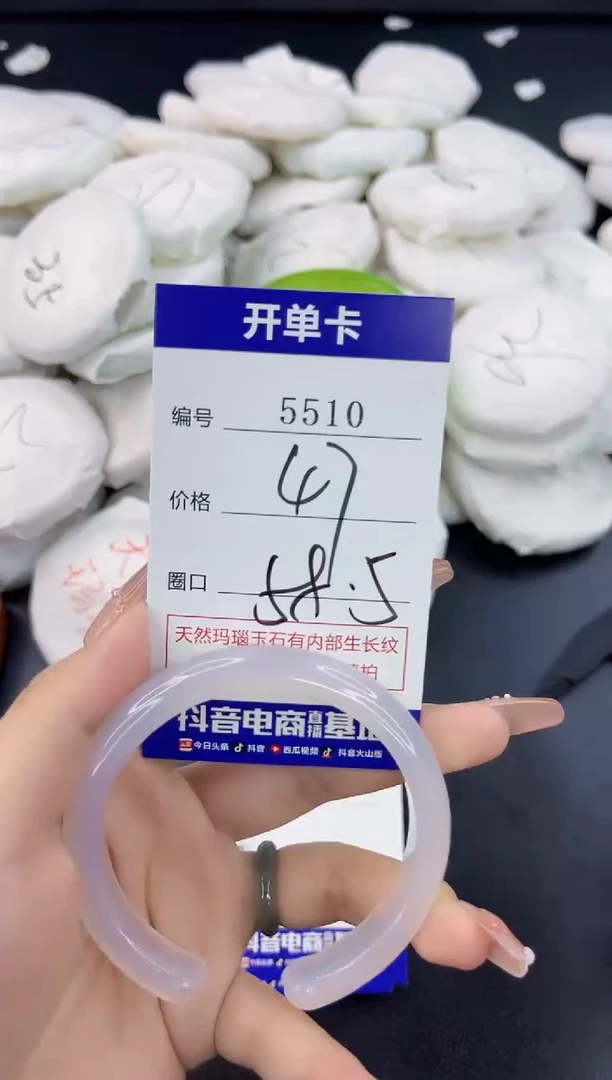 开单卡
编号 5510
价格 47
圈口 58.5
天然玛瑙玉石有内部生长纹
拍
抖音电商直播基地
今日头条 抖音 西瓜视频 抖音火山版
抖音电商